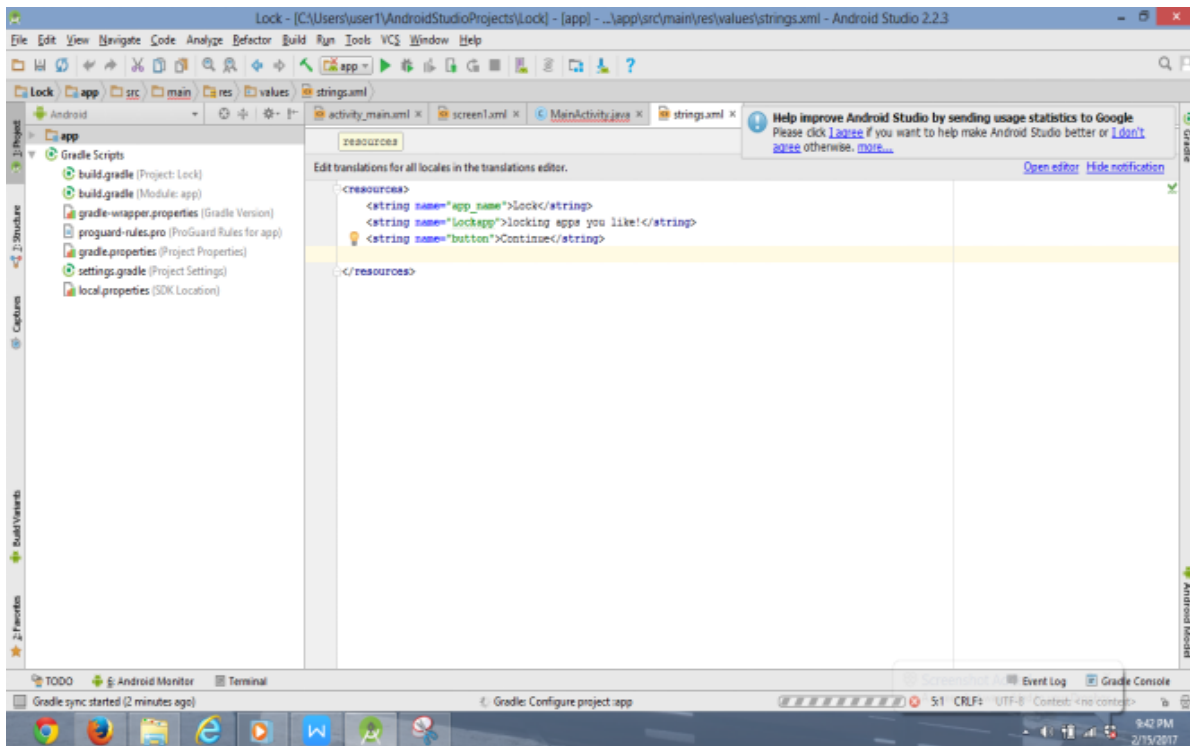 Lock - [C:\Users\user1\AndroidStudioProjects\Lock] - [app] - ...\app\src\main\res\values\strings.xml - Android Studio 2.2.3
File Edit View Navigate Code Analyze Refactor Build Run Tools VCS Window Help
app
Lock app src main res values strings.xml
Android
activity_main.xml screen1.xml MainActivity.java strings.xml
Help improve Android Studio by sending usage statistics to Google
Please click I agree if you want to help make Android Studio better or I don't
agree otherwise. more...
1: Project
Gradle
app
Gradle Scripts
build.gradle (Project: Lock)
build.gradle (Module: app)
gradle-wrapper.properties (Gradle Version)
proguard-rules.pro (ProGuard Rules for app)
gradle.properties (Project Properties)
settings.gradle (Project Settings)
local.properties (SDK Location)
resources
Edit translations for all locales in the translations editor. Open editor Hide notification
<resources>
<string name="app_name">Lock</string>
<string name="Lockapp">locking apps you like!</string>
<string name="button">Continue</string>
</resources>
Z: Structure
Captures
Build Variants
2: Favorites
Android Model
TODO 6: Android Monitor Terminal Event Log Gradle Console
Gradle sync started (2 minutes ago) Gradle: Configure project :app 5:1 CRLF÷ UTF-8 Context: <no context>
9:42 PM
2/15/2017